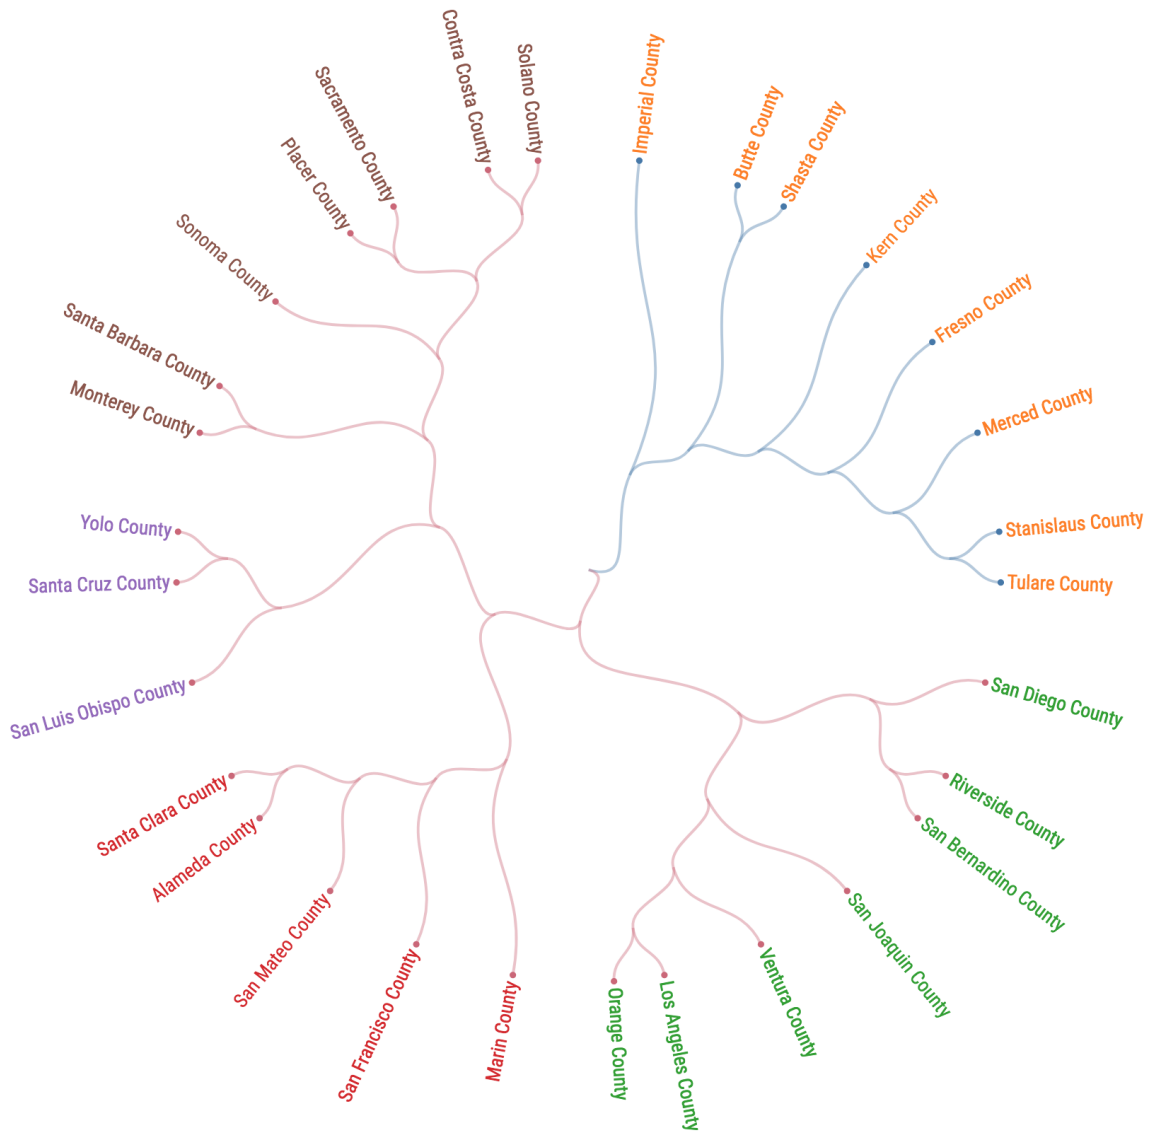 Contra Costa County
Solano County
Sacramento County
Placer County
Sonoma County
Santa Barbara County
Monterey County
Yolo County
Santa Cruz County
San Luis Obispo County
Santa Clara County
Alameda County
San Mateo County
San Francisco County
Marin County
Imperial County
Butte County
Shasta County
Kern County
Fresno County
Merced County
Stanislaus County
Tulare County
San Diego County
Riverside County
San Bernardino County
San Joaquin County
Ventura County
Los Angeles County
Orange County